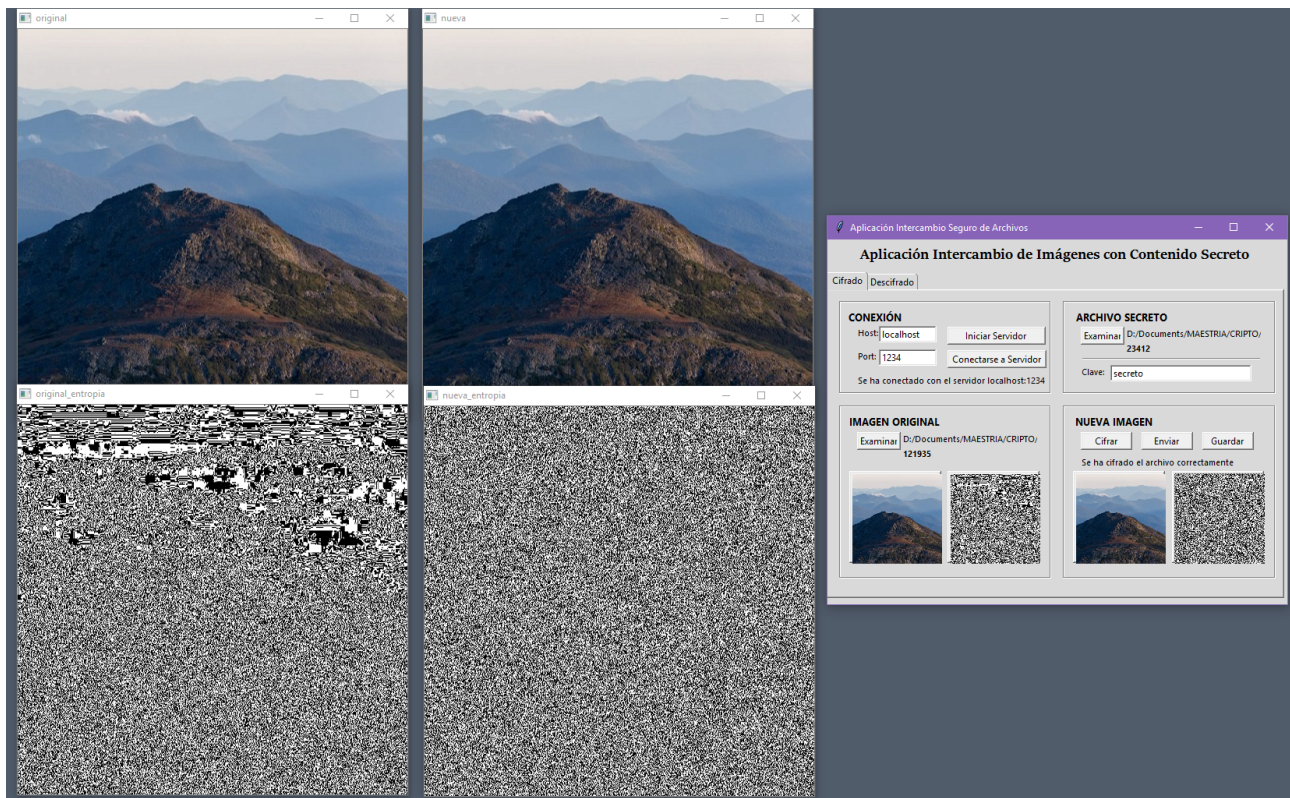 original
nueva
original_entropia
nueva_entropia
Aplicación Intercambio Seguro de Archivos
Aplicación Intercambio de Imágenes con Contenido Secreto
Cifrado
Descifrado
CONEXIÓN
Host: localhost
Iniciar Servidor
Port: 1234
Conectarse a Servidor
Se ha conectado con el servidor localhost:1234
ARCHIVO SECRETO
Examinar D:/Documents/MAESTRIA/CRIPTO/
23412
Clave: secreto
IMAGEN ORIGINAL
Examinar D:/Documents/MAESTRIA/CRIPTO/
121935
NUEVA IMAGEN
Cifrar
Enviar
Guardar
Se ha cifrado el archivo correctamente